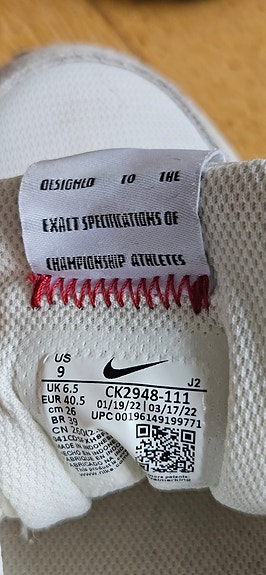 DESIGNED TO THE
EXACT SPECIFICATIONS OF
CHAMPIONSHIP ATHLETES
US
9
J2
UK 6.5
CK2948-111
EUR 40.5
01/19/22 | 03/17/22
cm 26
UPC 00196149199771
BR 39
MADE IN INDONESIA